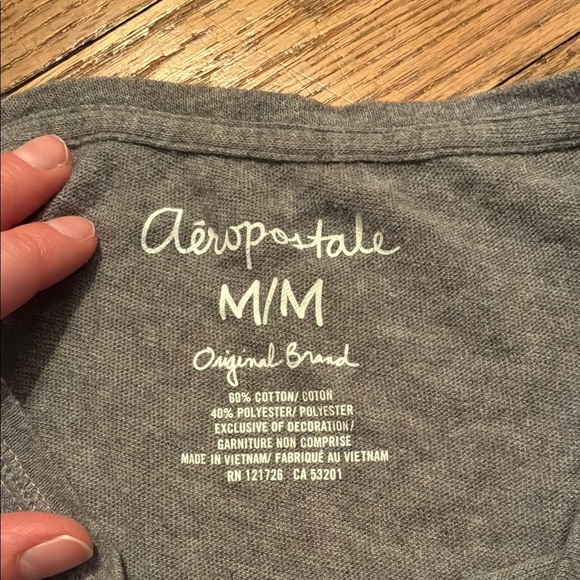 aéropostale
M/M
Original Brand
60% COTTON/ COTON
40% POLYESTER/ POLYESTER
EXCLUSIVE OF DECORATION/
GARNITURE NON COMPRISE
MADE IN VIETNAM/ FABRIQUÉ AU VIETNAM
RN 121726 CA 53201